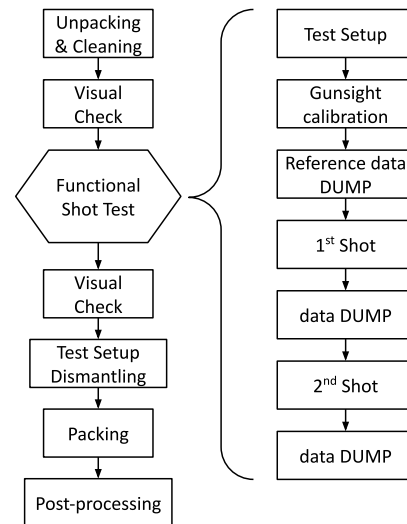 Unpacking
& Cleaning
Visual
Check
Functional
Shot Test
Visual
Check
Test Setup
Dismantling
Packing
Post-processing
Test Setup
Gunsight
calibration
Reference data
DUMP
1st Shot
data DUMP
2nd Shot
data DUMP